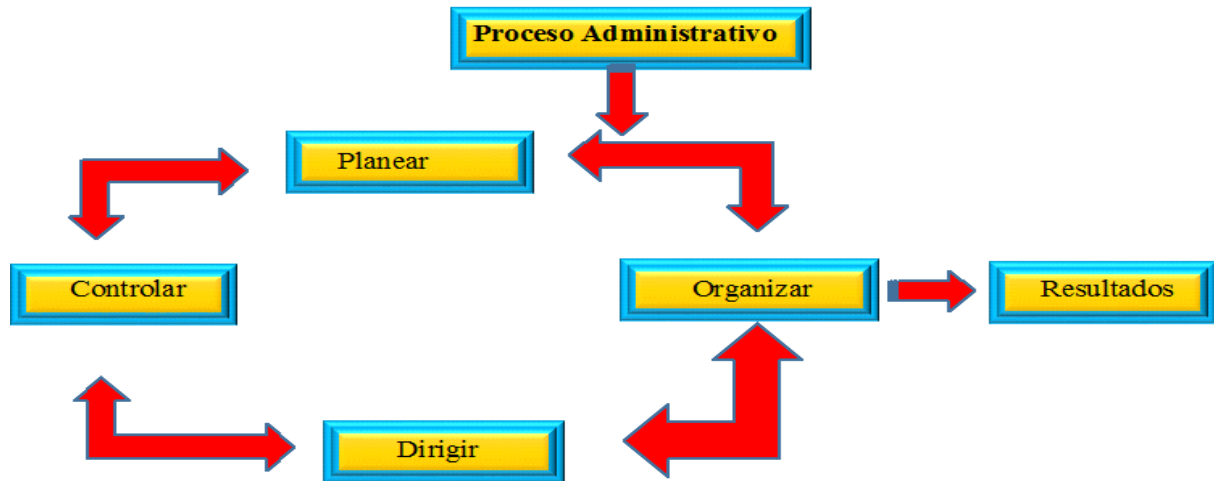 Proceso Administrativo
Planear
Controlar
Organizar
Resultados
Dirigir